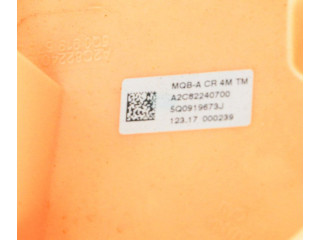 MQB-A CR 4M TM
A2C82240700
5Q0919673J
123.17 000239